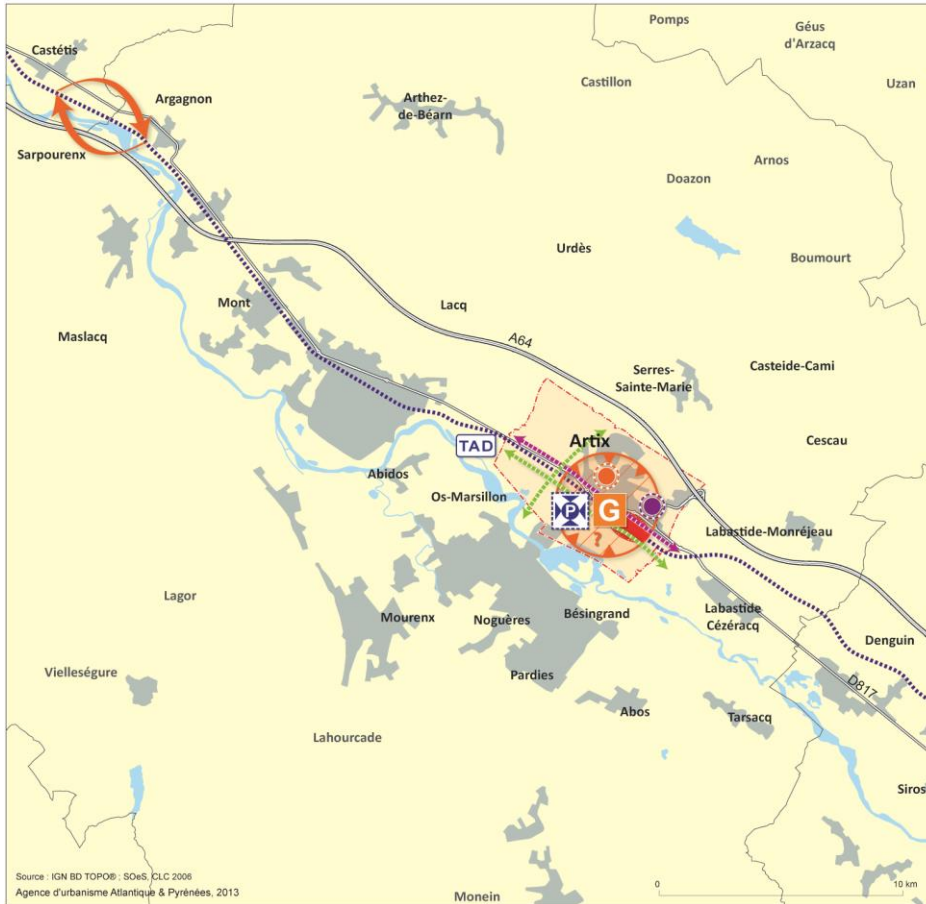 Pomps
Géus
d'Arzacq
Castétis
Castillon
Uzan
Argagnon
Arthez-
de-Béarn
Sarpourenx
Arnos
Doazon
Urdès
Boumourt
Mont
Lacq
Maslacq
A64
Serres-
Sainte-Marie
Casteide-Cami
Artix
Cescau
TAD
Abidos
Os-Marsillon
P
G
?
Labastide-Monréjeau
Lagor
Mourenx
Noguères
Bésingrand
Labastide
Cézéracq
Denguin
Vielleségure
Pardies
D817
Abos
Tarsacq
Lahourcade
Siros
Source : IGN BD TOPO® ; SOeS, CLC 2006
Agence d'urbanisme Atlantique & Pyrénées, 2013
Monein
0
10 km